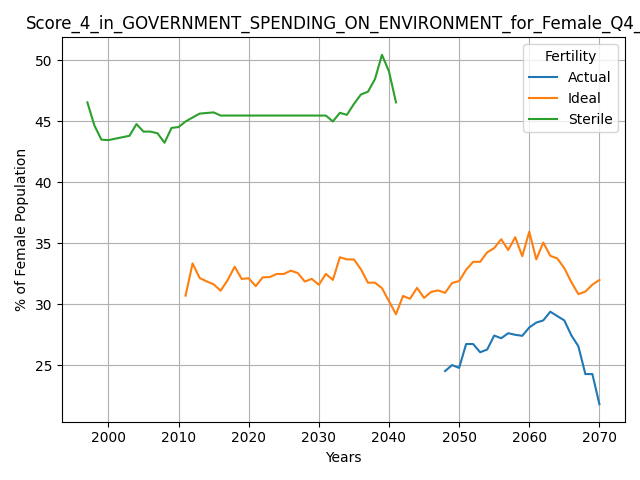 Score_4_in_GOVERNMENT_SPENDING_ON_ENVIRONMENT_for_Female_Q4_
Fertility
Actual
Ideal
Sterile
% of Female Population
50
45
40
35
30
25
2000 2010 2020 2030 2040 2050 2060 2070
Years